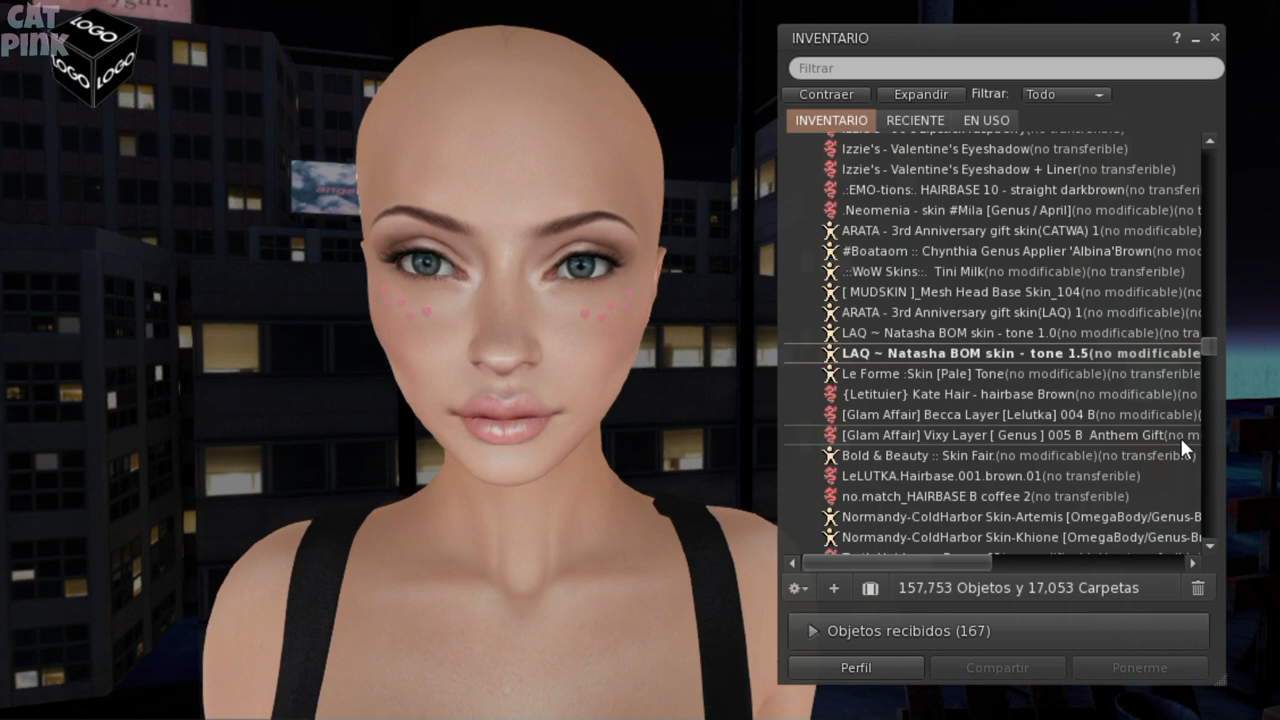 CAT
PINK
LOGO
LOGO
LOGO
INVENTARIO
Filtrar
Contraer
Expandir
Filtrar:
Todo
INVENTARIO
RECIENTE
EN USO
Izzie's - Valentine's Eyeshadow(no transferible)
Izzie's - Valentine's Eyeshadow + Liner(no transferible)
.:EMO-tions:. HAIRBASE 10 - straight darkbrown(no transferi
.Neomenia - skin #Mila [Genus / April](no modificable)(no t
ARATA - 3rd Anniversary gift skin(CATWA) 1(no modificable)
#Boataom :: Chynthia Genus Applier 'Albina'Brown(no mod
.::WoW Skins::. Tini Milk(no modificable)(no transferible)
[ MUDSKIN ]_Mesh Head Base Skin_104(no modificable)(no
ARATA - 3rd Anniversary gift skin(LAQ) 1(no modificable)(no
LAQ ~ Natasha BOM skin - tone 1.0(no modificable)(no tra
LAQ ~ Natasha BOM skin - tone 1.5(no modificable
Le Forme :Skin [Pale] Tone(no modificable)(no transferible
{Letituier} Kate Hair - hairbase Brown(no modificable)(no
[Glam Affair] Becca Layer [Lelutka] 004 B(no modificable)(
[Glam Affair] Vixy Layer [ Genus ] 005 B Anthem Gift(no m
Bold & Beauty :: Skin Fair.(no modificable)(no transferible)
LeLUTKA.Hairbase.001.brown.01(no transferible)
no.match_HAIRBASE B coffee 2(no transferible)
Normandy-ColdHarbor Skin-Artemis [OmegaBody/Genus-B
Normandy-ColdHarbor Skin-Khione [OmegaBody/Genus-B
157,753 Objetos y 17,053 Carpetas
Objetos recibidos (167)
Perfil
Compartir
Ponerme